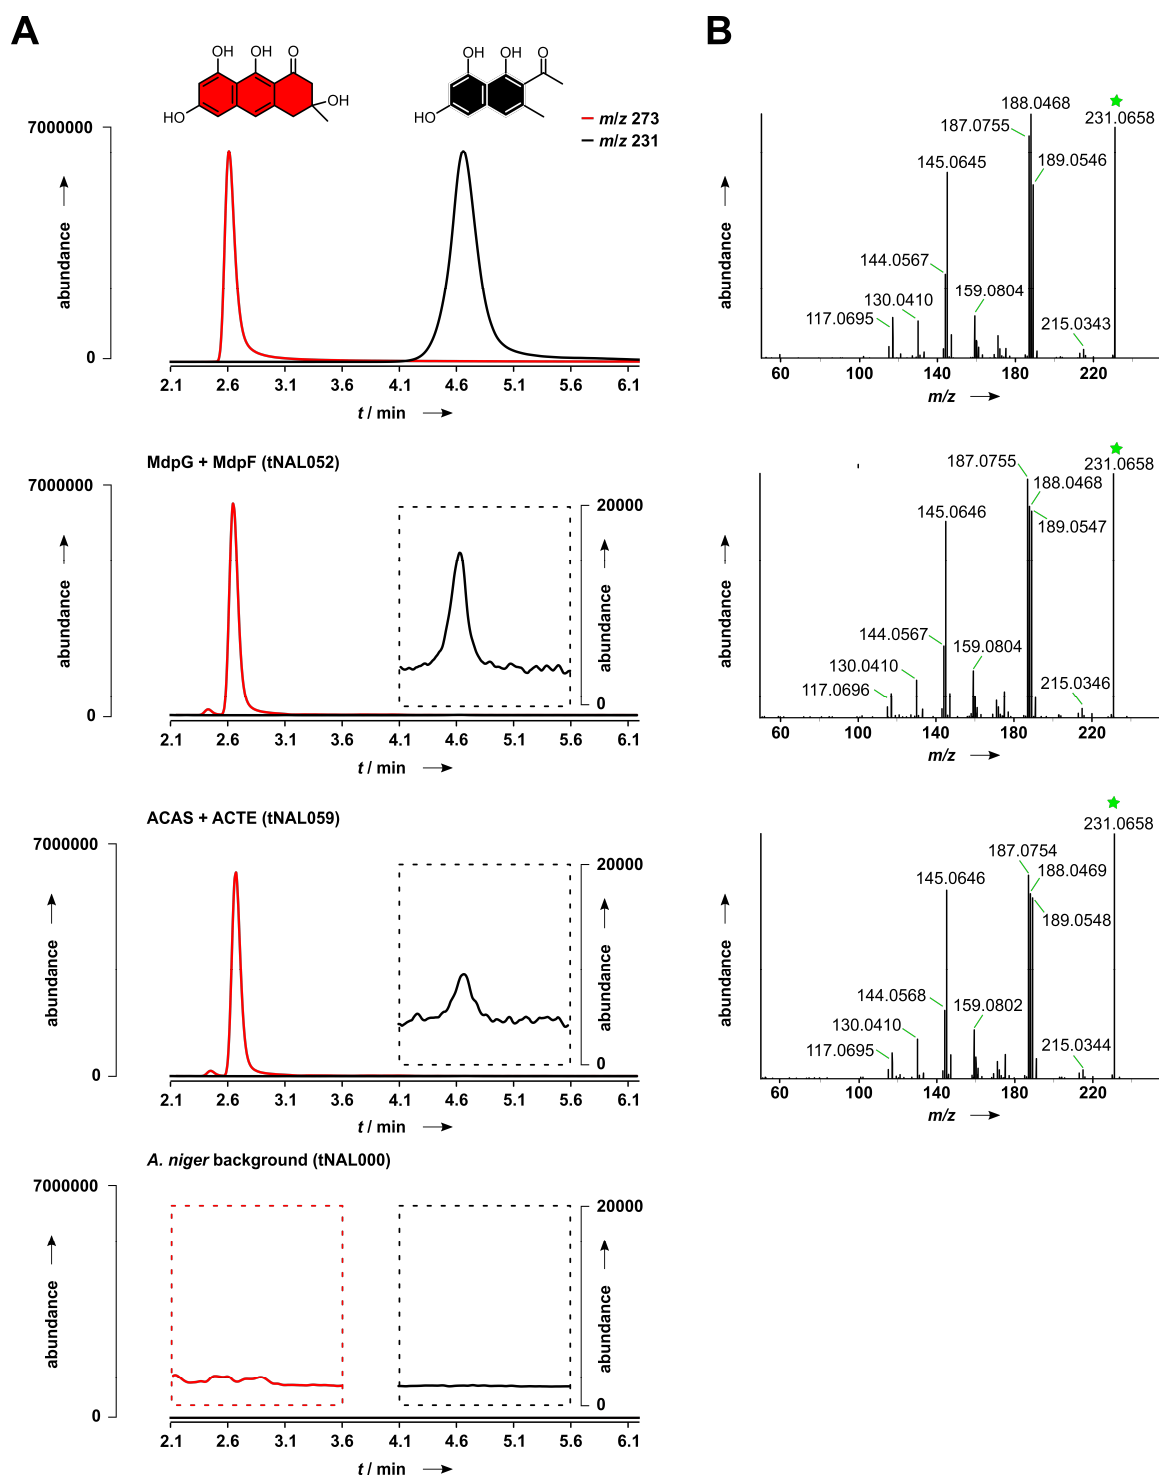 A
B
OH OH O
OH
HO
OH OH O
HO
m/z 273
m/z 231
7000000
abundance
0
2.1 2.6 3.1 3.6 4.1 4.6 5.1 5.6 6.1
t / min
188.0468
187.0755
231.0658
145.0645
189.0546
144.0567
130.0410
159.0804
117.0695
215.0343
abundance
60 100 140 180 220
m/z
MdpG + MdpF (tNAL052)
7000000
abundance
0
20000
abundance
0
2.1 2.6 3.1 3.6 4.1 4.6 5.1 5.6 6.1
t / min
187.0755
231.0658
188.0468
145.0646
189.0547
144.0567
159.0804
130.0410
117.0696
215.0346
abundance
60 100 140 180 220
m/z
ACAS + ACTE (tNAL059)
7000000
abundance
0
20000
abundance
0
2.1 2.6 3.1 3.6 4.1 4.6 5.1 5.6 6.1
t / min
231.0658
187.0754
188.0469
145.0646
189.0548
144.0568
159.0802
130.0410
117.0695
215.0344
abundance
60 100 140 180 220
m/z
A. niger background (tNAL000)
7000000
abundance
0
20000
abundance
0
2.1 2.6 3.1 3.6 4.1 4.6 5.1 5.6 6.1
t / min